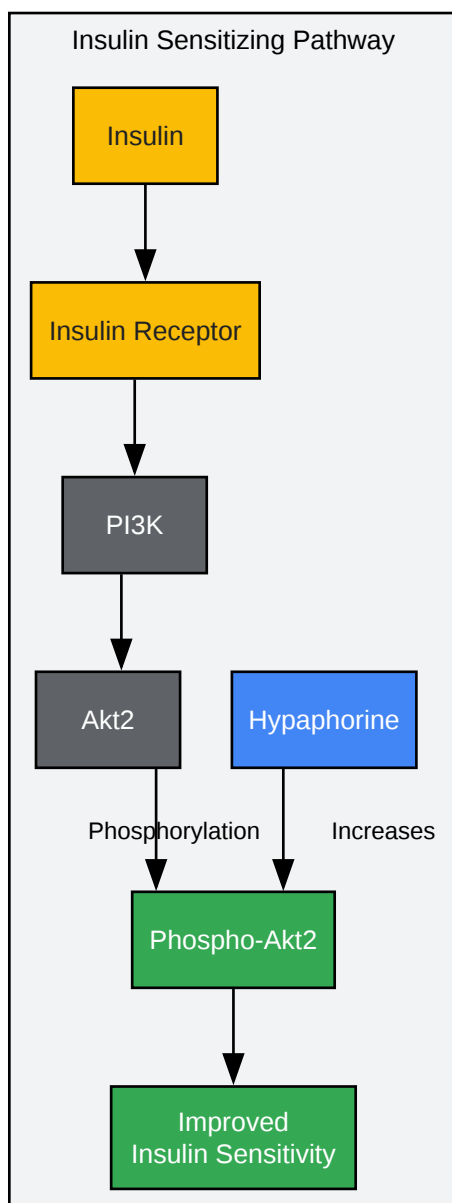 Insulin Sensitizing Pathway
Insulin
Insulin Receptor
PI3K
Akt2
Hypaphorine
Phosphorylation
Increases
Phospho-Akt2
Improved
Insulin Sensitivity